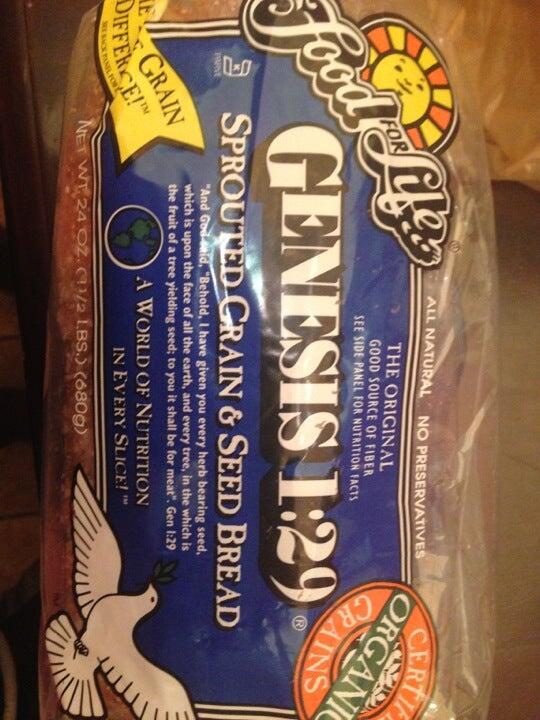 Food FOR Life®
ALL NATURAL NO PRESERVATIVES
THE ORIGINAL
GOOD SOURCE OF FIBER
SEE SIDE PANEL FOR NUTRITION FACTS
GENESIS 1:29®
SPROUTED GRAIN & SEED BREAD
"And God said, "Behold, I have given you every herb bearing seed,
which is upon the face of all the earth, and every tree, in the which is
the fruit of a tree yielding seed; to you it shall be for meat" Gen 1:29
A WORLD OF NUTRITION
IN EVERY SLICE!™
NET WT. 24 OZ. (1 1/2 LBS.) (680g)
GRAIN
DIFFERENCE!™
K
PARVE
ORGANIC
GRAINS